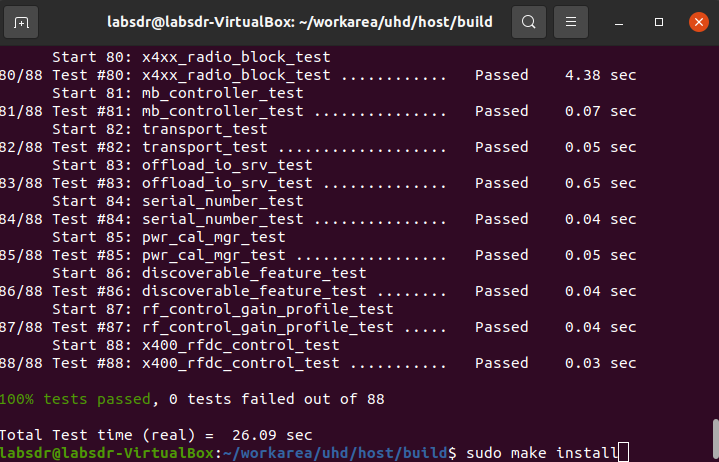 labsdr@labsdr-VirtualBox: ~/workarea/uhd/host/build
Start 80: x4xx_radio_block_test
80/88 Test #80: x4xx_radio_block_test ............   Passed    4.38 sec
Start 81: mb_controller_test
81/88 Test #81: mb_controller_test ...............   Passed    0.07 sec
Start 82: transport_test
82/88 Test #82: transport_test ...................   Passed    0.05 sec
Start 83: offload_io_srv_test
83/88 Test #83: offload_io_srv_test ..............   Passed    0.65 sec
Start 84: serial_number_test
84/88 Test #84: serial_number_test ...............   Passed    0.04 sec
Start 85: pwr_cal_mgr_test
85/88 Test #85: pwr_cal_mgr_test .................   Passed    0.05 sec
Start 86: discoverable_feature_test
86/88 Test #86: discoverable_feature_test ........   Passed    0.04 sec
Start 87: rf_control_gain_profile_test
87/88 Test #87: rf_control_gain_profile_test .....   Passed    0.04 sec
Start 88: x400_rfdc_control_test
88/88 Test #88: x400_rfdc_control_test ...........   Passed    0.03 sec
100% tests passed, 0 tests failed out of 88
Total Test time (real) =  26.09 sec
labsdr@labsdr-VirtualBox:~/workarea/uhd/host/build$ sudo make install